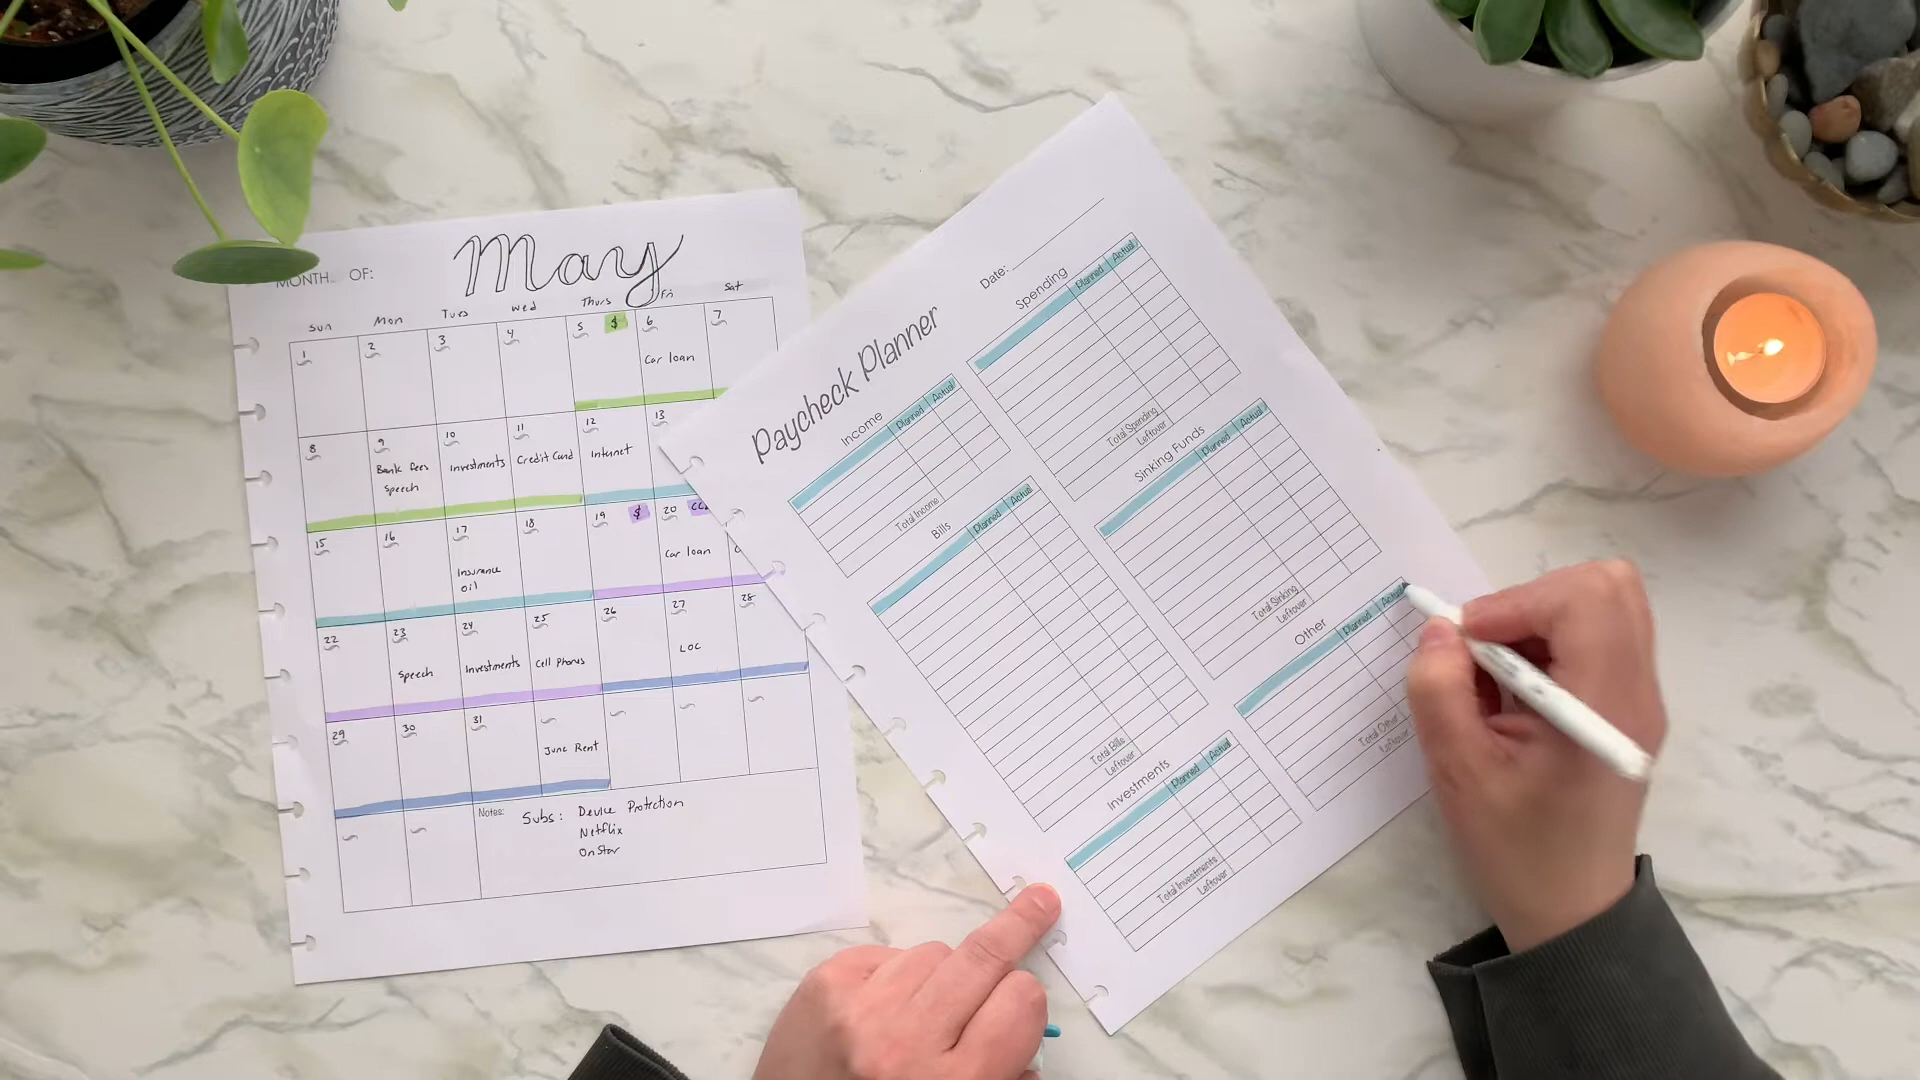 MONTH OF: May
Sun Mon Tues Wed Thurs Fri Sat
1 2 3 4 5 $ 6 7
Car loan
8 9 10 11 12 13
Bank fees Investments Credit Card Internet
Speech
15 16 17 18 19 $ 20
Insurance Car loan
oil
22 23 24 25 26 27 28
Speech Investments Cell Phones LOC
29 30 31
June Rent
Notes: Subs: Device Protection
Netflix
OnStar
Paycheck Planner
Date:
Income Planned Actual
Total Income
Bills Planned Actual
Total Bills
Leftover
Investments Planned Actual
Total Investments
Leftover
Spending Planned Actual
Total Spending
Leftover
Sinking Funds Planned Actual
Total Sinking
Leftover
Other Planned Actual
Total Other
Leftover